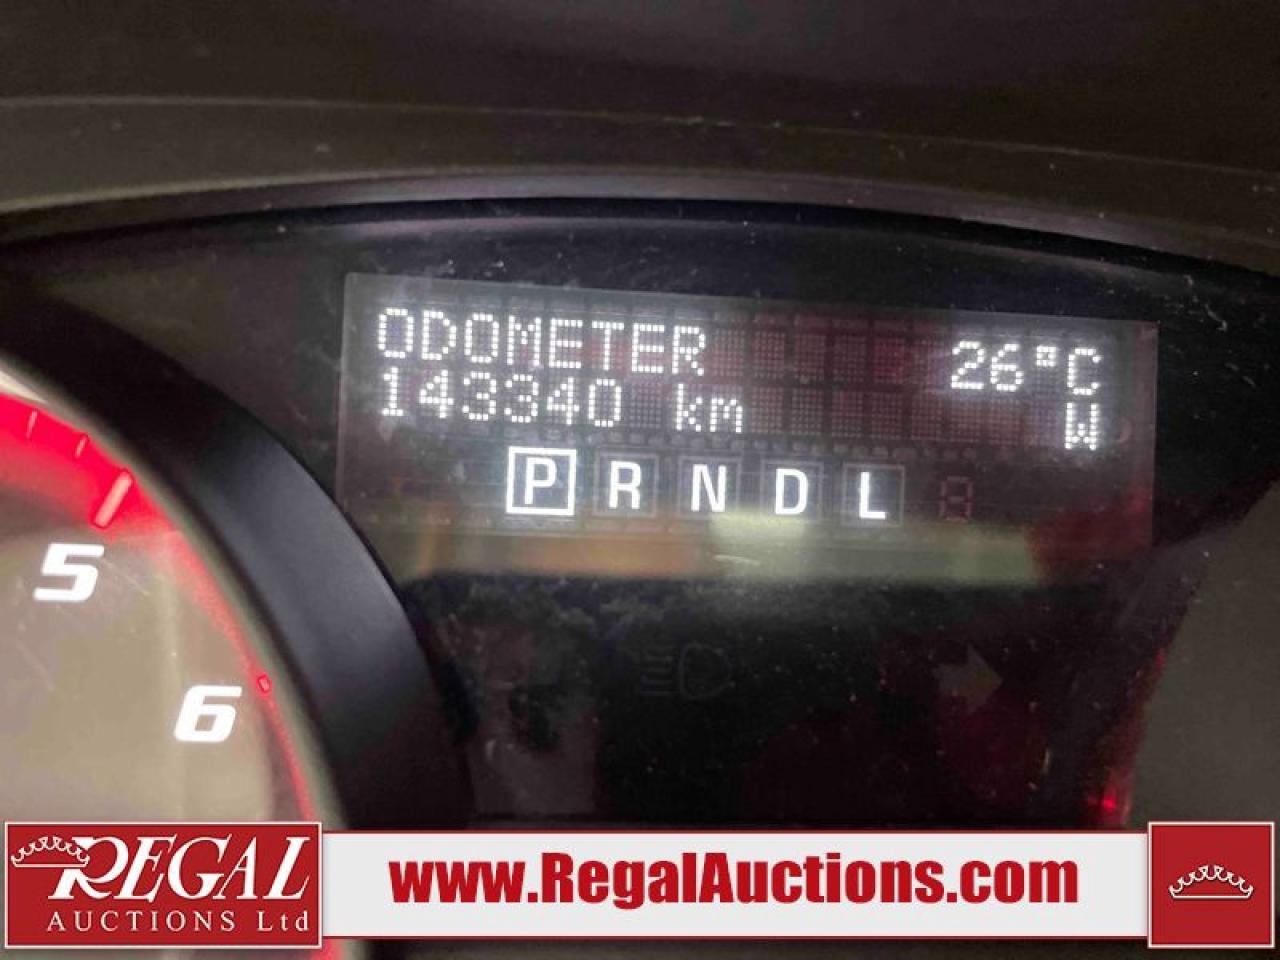 ODOMETER 26°C
143340 km W
P R N D L
5
6
REGAL
AUCTIONS Ltd
www.RegalAuctions.com